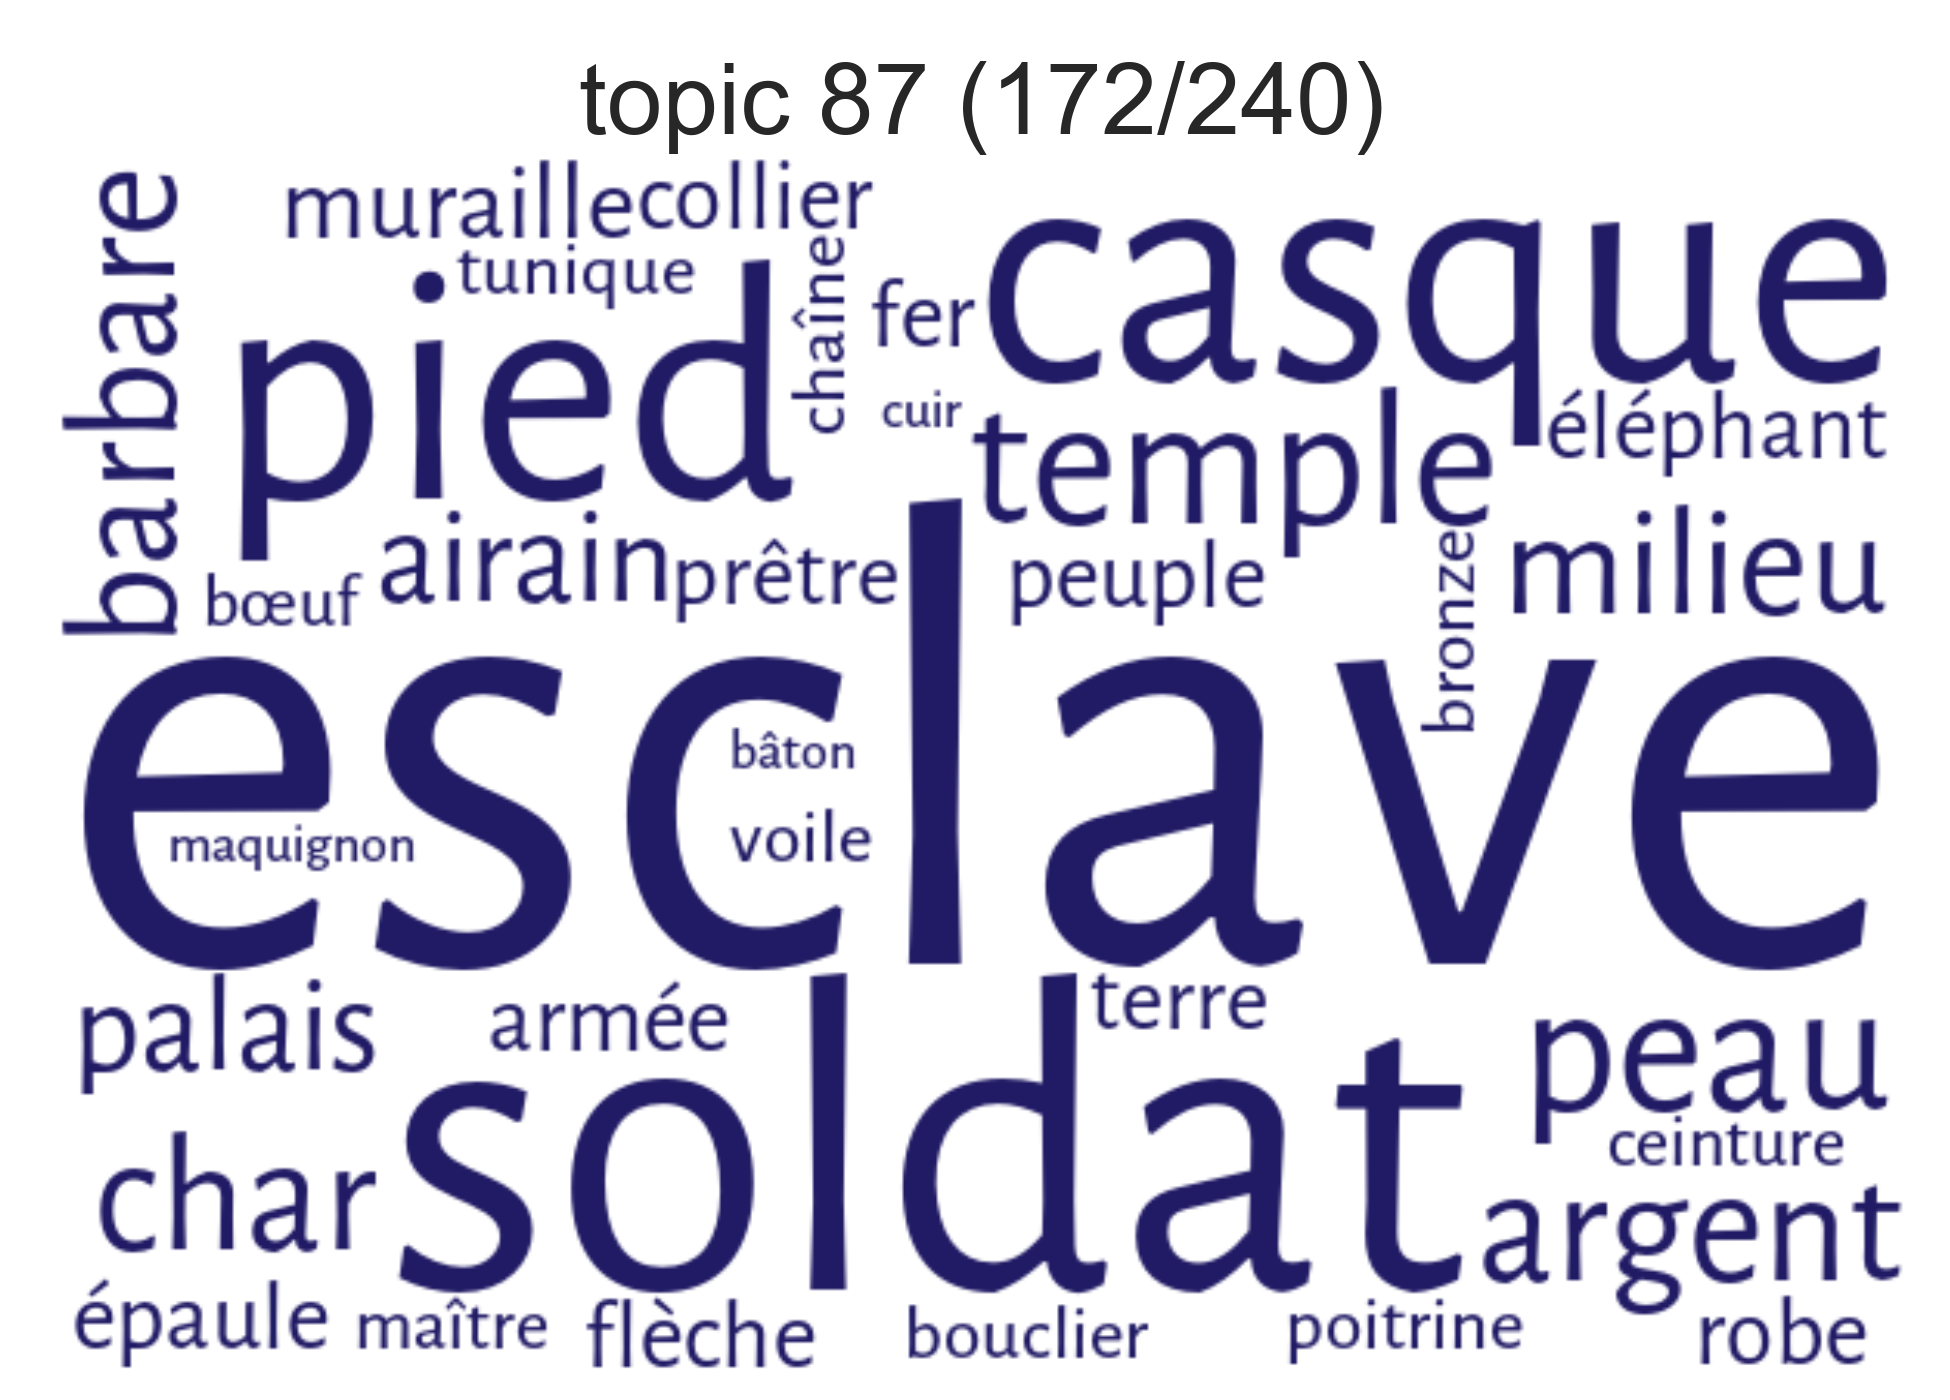 topic 87 (172/240)
barbare
muraille
collier
tunique
pied
chaîne
fer
casque
cuir
temple
éléphant
bœuf
airain
prêtre
peuple
bronze
milieu
esclave
bâton
maquignon
voile
palais
armée
terre
soldat
peau
ceinture
char
argent
épaule
maître
flèche
bouclier
poitrine
robe